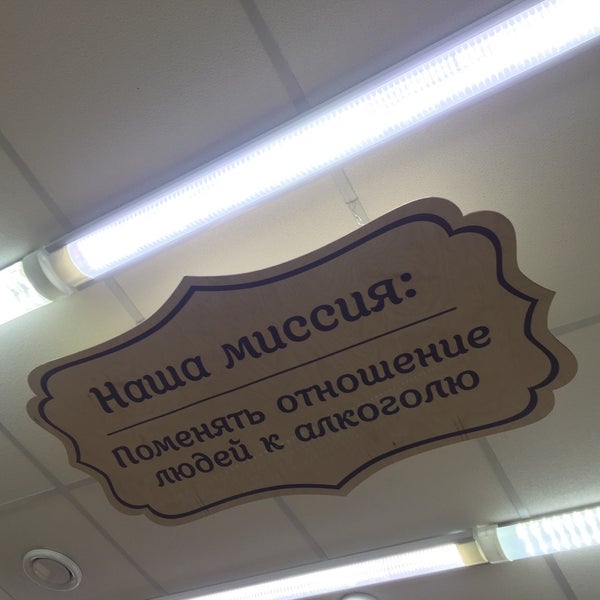 Наша миссия:
Поменять отношение
людей к алкоголю